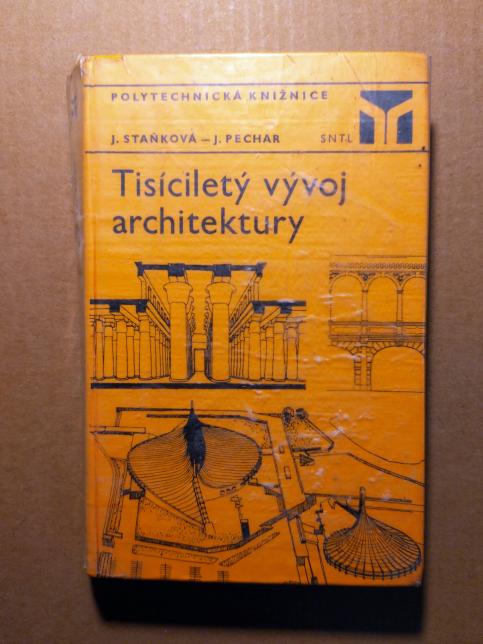 POLYTECHNICKÁ KNIŽNICE
J. STAŇKOVÁ – J. PECHAR SNTL
Tisíciletý vývoj
architektury